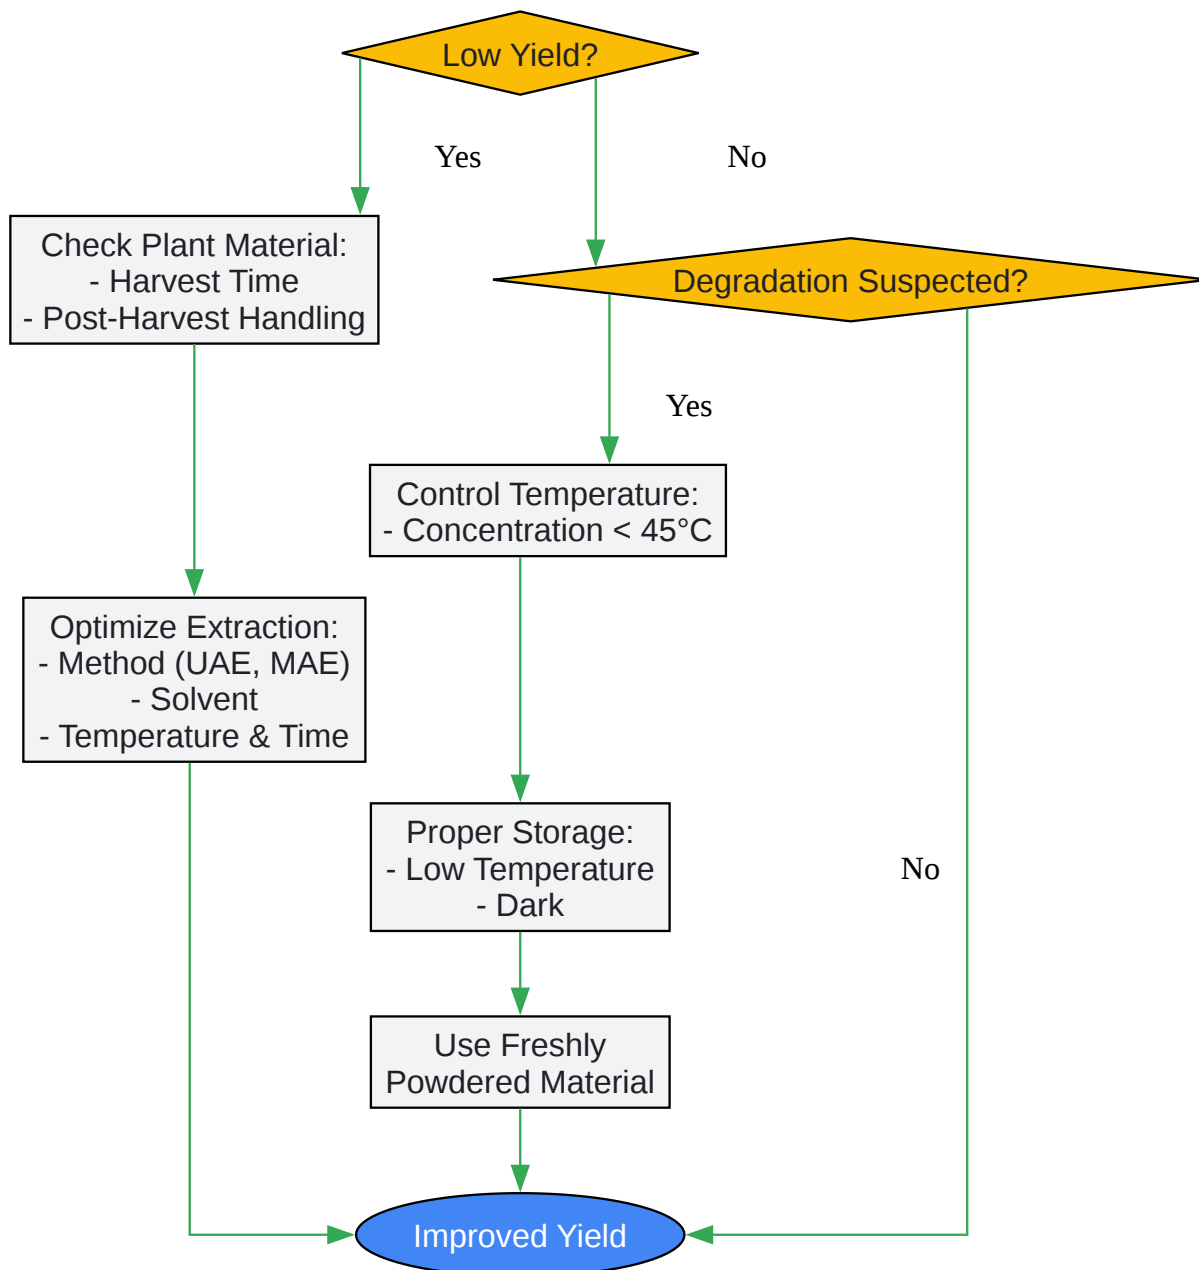 Low Yield?
Yes
No
Check Plant Material:
- Harvest Time
- Post-Harvest Handling
Degradation Suspected?
Yes
Control Temperature:
- Concentration < 45°C
Optimize Extraction:
- Method (UAE, MAE)
- Solvent
- Temperature & Time
Proper Storage:
- Low Temperature
- Dark
No
Use Freshly
Powdered Material
Improved Yield